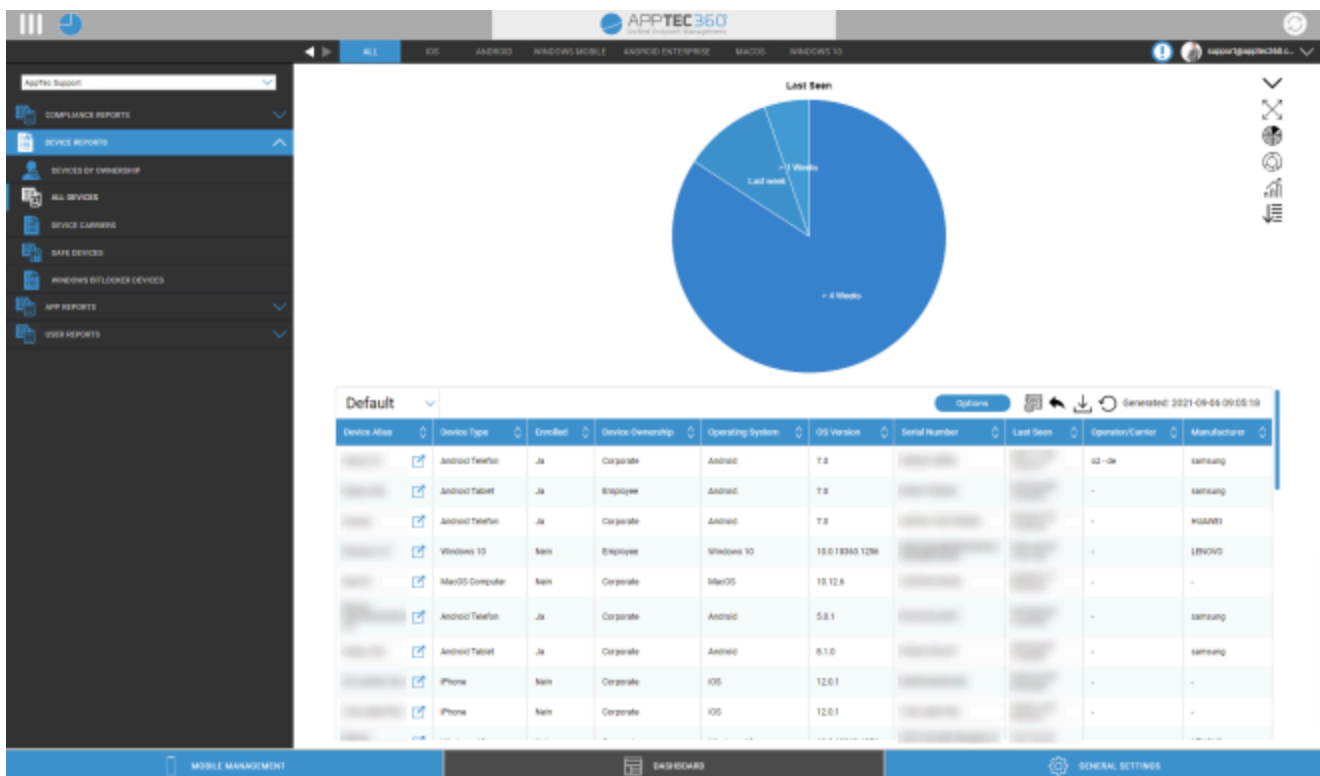 APPTEC360
Unified Endpoint Management
ALL IOS ANDROID WINDOWS MOBILE ANDROID ENTERPRISE MACOS WINDOWS 10
AppTec Support
COMPLIANCE REPORTS
DEVICE REPORTS
DEVICES BY OWNERSHIP
ALL DEVICES
DEVICE CARRIERS
SAFE DEVICES
WINDOWS BITLOCKER DEVICES
APP REPORTS
USER REPORTS
Last Seen
Weeks
Last week
> 4 Weeks
Default Options Generated: 2021-09-06 09:05:18
Device Alias Device Type Enrolled Device Ownership Operating System OS Version Serial Number Last Seen Operator/Carrier Manufacturer
Android Telefon Ja Corporate Android 7.0 o2 - de samsung
Android Tablet Ja Employee Android 7.0 - samsung
Android Telefon Ja Corporate Android 7.0 - HUAWEI
Windows 10 Nein Employee Windows 10 10.0.18363.1256 - LENOVO
MacOS Computer Nein Corporate MacOS 10.12.6 - -
Android Telefon Ja Corporate Android 5.0.1 - samsung
Android Tablet Ja Corporate Android 8.1.0 - samsung
iPhone Nein Corporate iOS 12.0.1 - -
iPhone Nein Corporate iOS 12.0.1 - -
MOBILE MANAGEMENT DASHBOARD GENERAL SETTINGS